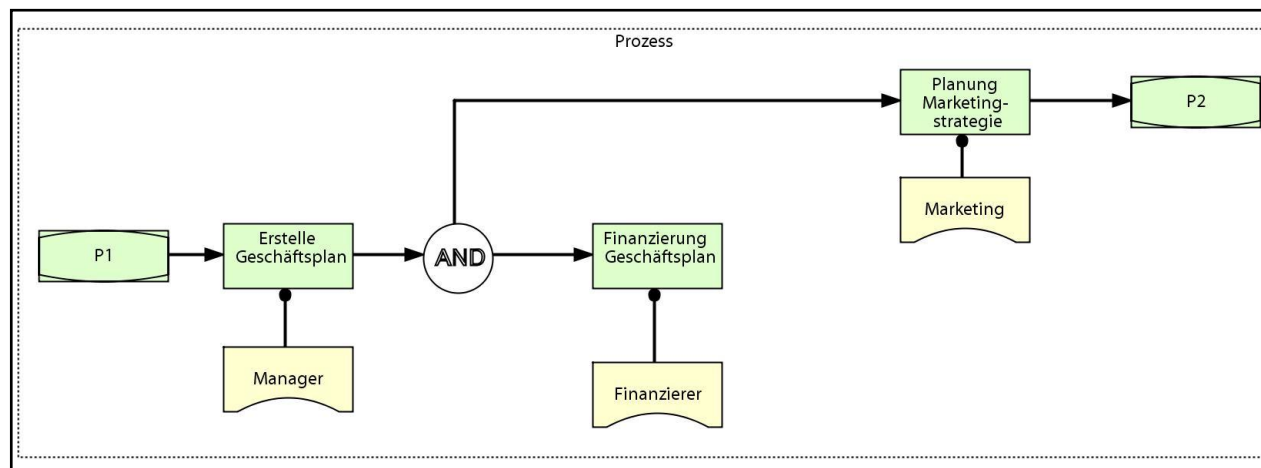 Prozess
Planung
Marketing-
strategie
P2
Marketing
P1
Erstelle
Geschäftsplan
AND
Finanzierung
Geschäftsplan
Manager
Finanzierer